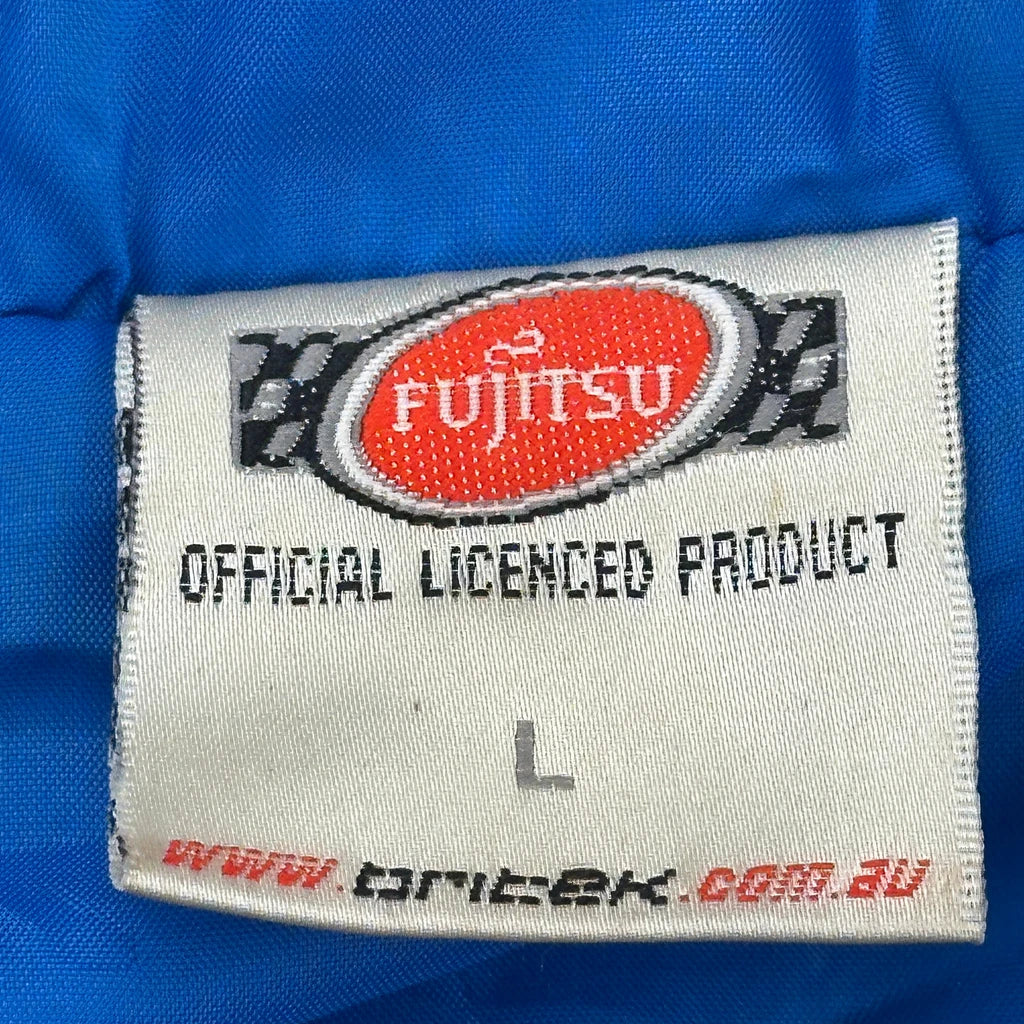 FUJITSU
OFFICIAL LICENCED PRODUCT
L
www.britek.com.au